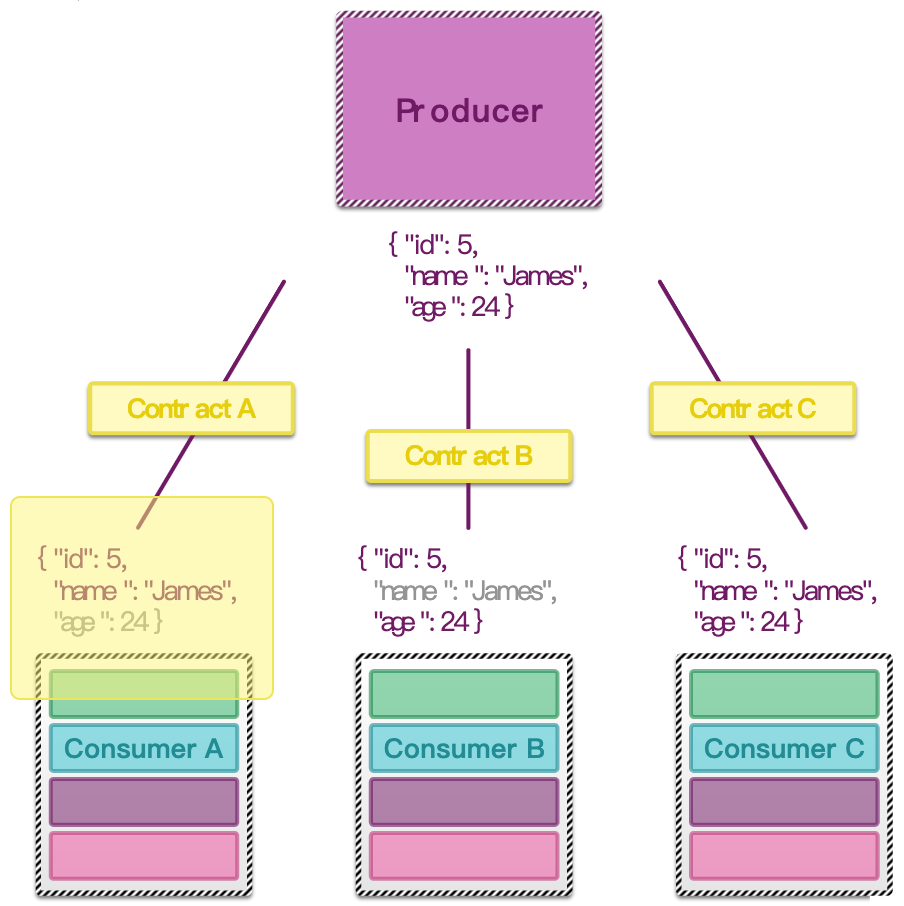 Producer
{ "id": 5,
"name ": "James",
"age ": 24 }
Contr act A
Contr act B
Contr act C
{ "id": 5,
"name ": "James",
"age ": 24 }
{ "id": 5,
"name ": "James",
"age ": 24 }
{ "id": 5,
"name ": "James",
"age ": 24 }
Consumer A
Consumer B
Consumer C